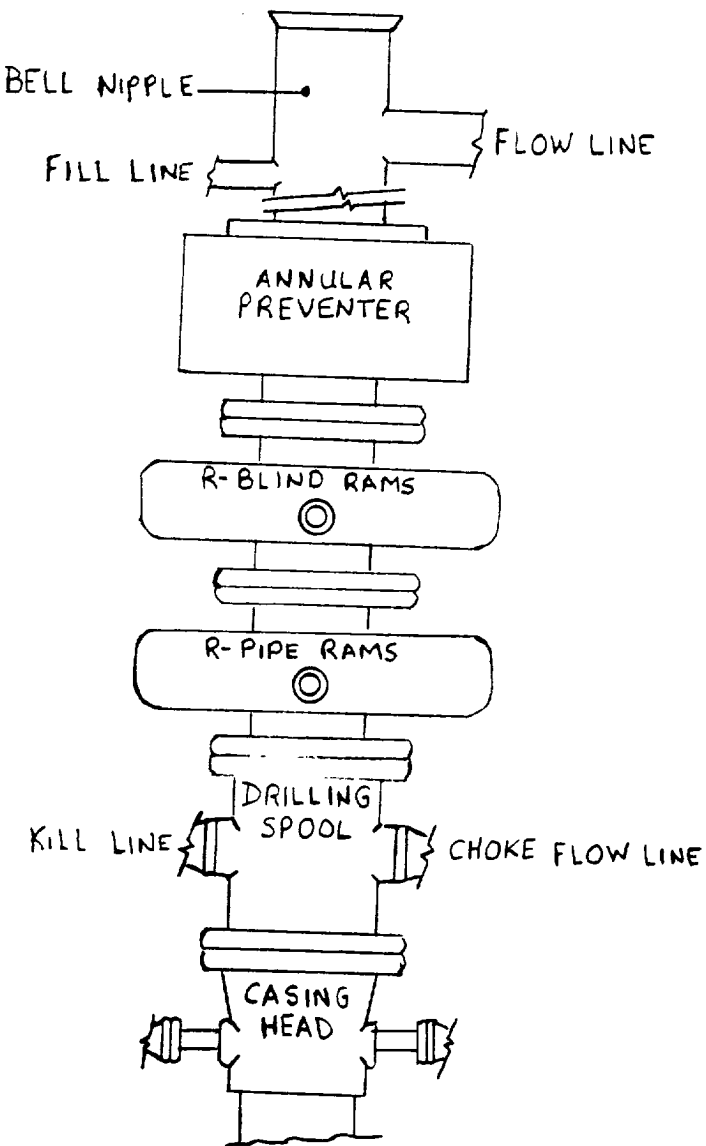 BELL NIPPLE
FLOW LINE
FILL LINE
ANNULAR
PREVENTER
R-BLIND RAMS
R-PIPE RAMS
DRILLING
SPOOL
KILL LINE
CHOKE FLOW LINE
CASING
HEAD